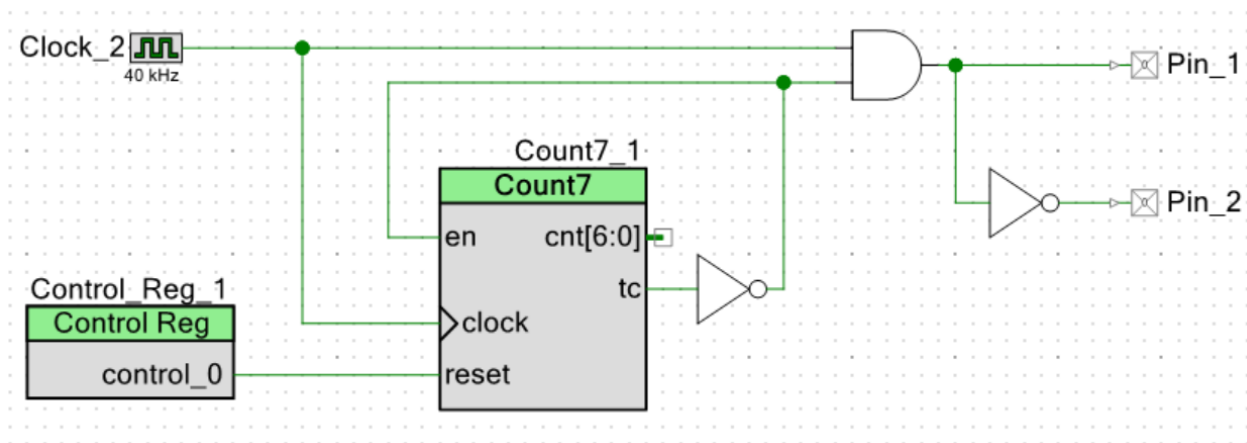 Clock_2
40 kHz
Pin_1
Count7_1
Count7
Pin_2
en
cnt[6:0]
tc
Control_Reg_1
Control Reg
clock
control_0
reset